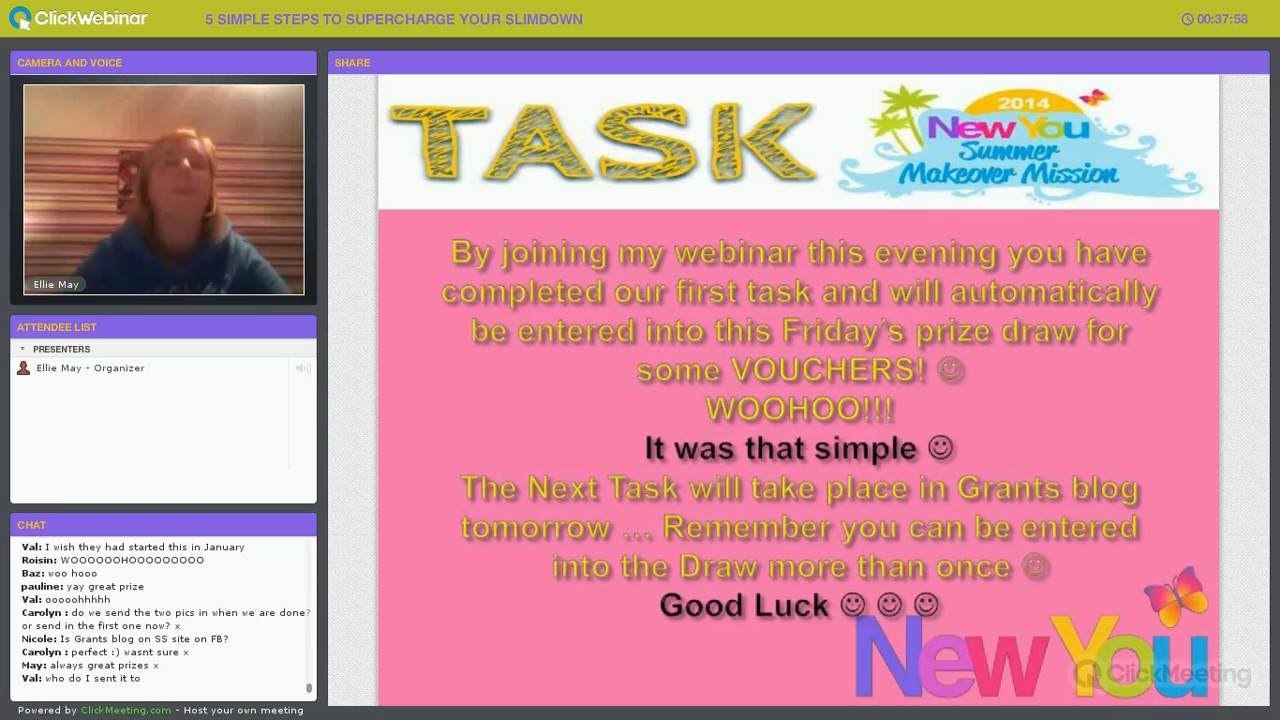 ClickWebinar
5 SIMPLE STEPS TO SUPERCHARGE YOUR SLIMDOWN
00:37:58
CAMERA AND VOICE
Ellie May
ATTENDEE LIST
PRESENTERS
Ellie May - Organizer
CHAT
Val: I wish they had started this in January
Roisin: WOOOOOOHOOOOOOOOO
Baz: woo hooo
pauline: yay great prize
Val: ooooohhhhh
Carolyn : do we send the two pics in when we are done?
or send in the first one now? x
Nicole: Is Grants blog on SS site on FB?
Carolyn : perfect :) wasnt sure x
May: always great prizes x
Val: who do I sent it to
Powered by ClickMeeting.com - Host your own meeting
SHARE
TASK
2014
New You
Summer
Makeover Mission
By joining my webinar this evening you have
completed our first task and will automatically
be entered into this Friday's prize draw for
some VOUCHERS! ☺
WOOHOO!!!
It was that simple ☺
The Next Task will take place in Grants blog
tomorrow ... Remember you can be entered
into the Draw more than once ☺
Good Luck ☺ ☺ ☺
New You
ClickMeeting